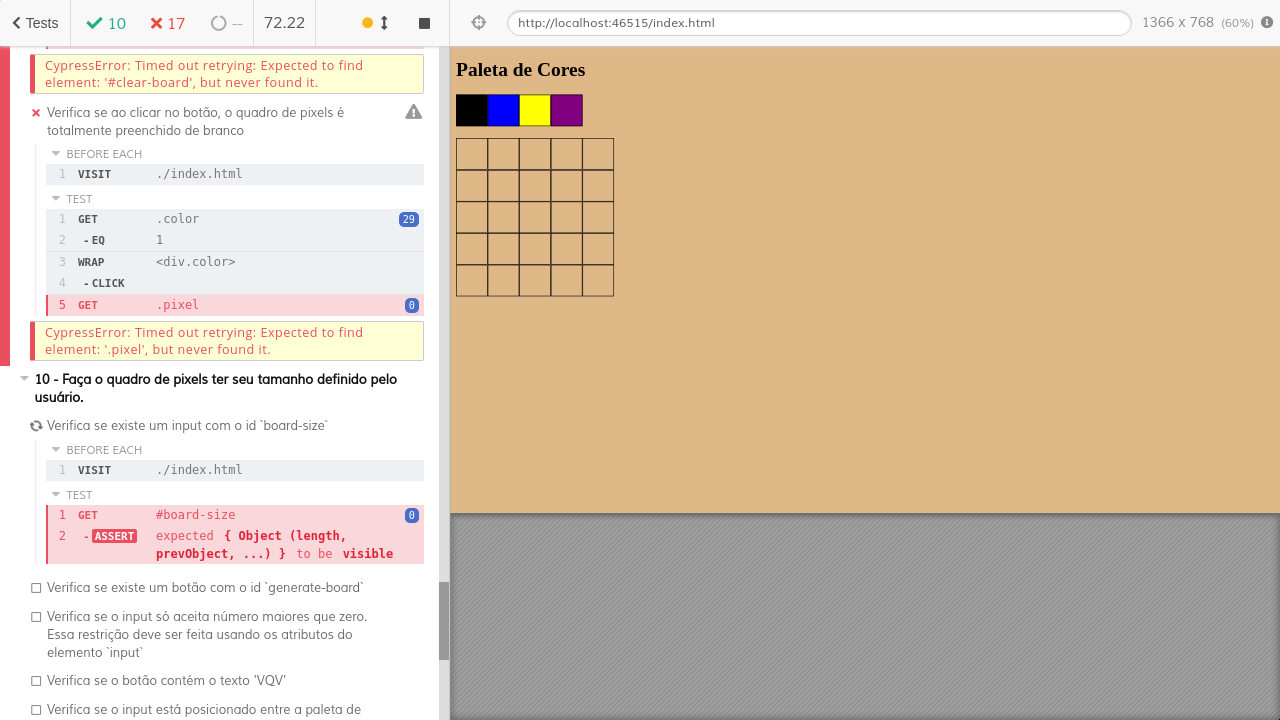 Tests 10 17 -- 72.22
http://localhost:46515/index.html 1366 x 768 (60%)
CypressError: Timed out retrying: Expected to find
element: '#clear-board', but never found it.
Verifica se ao clicar no botão, o quadro de pixels é
totalmente preenchido de branco
BEFORE EACH
1 VISIT ./index.html
TEST
1 GET .color 29
2 - EQ 1
3 WRAP <div.color>
4 - CLICK
5 GET .pixel 0
CypressError: Timed out retrying: Expected to find
element: '.pixel', but never found it.
10 - Faça o quadro de pixels ter seu tamanho definido pelo
usuário.
Verifica se existe um input com o id `board-size`
BEFORE EACH
1 VISIT ./index.html
TEST
1 GET #board-size 0
2 - ASSERT expected { Object (length,
prevObject, ...) } to be visible
Verifica se existe um botão com o id `generate-board`
Verifica se o input só aceita número maiores que zero.
Essa restrição deve ser feita usando os atributos do
elemento `input`
Verifica se o botão contém o texto 'VQV'
Verifica se o input está posicionado entre a paleta de
Paleta de Cores